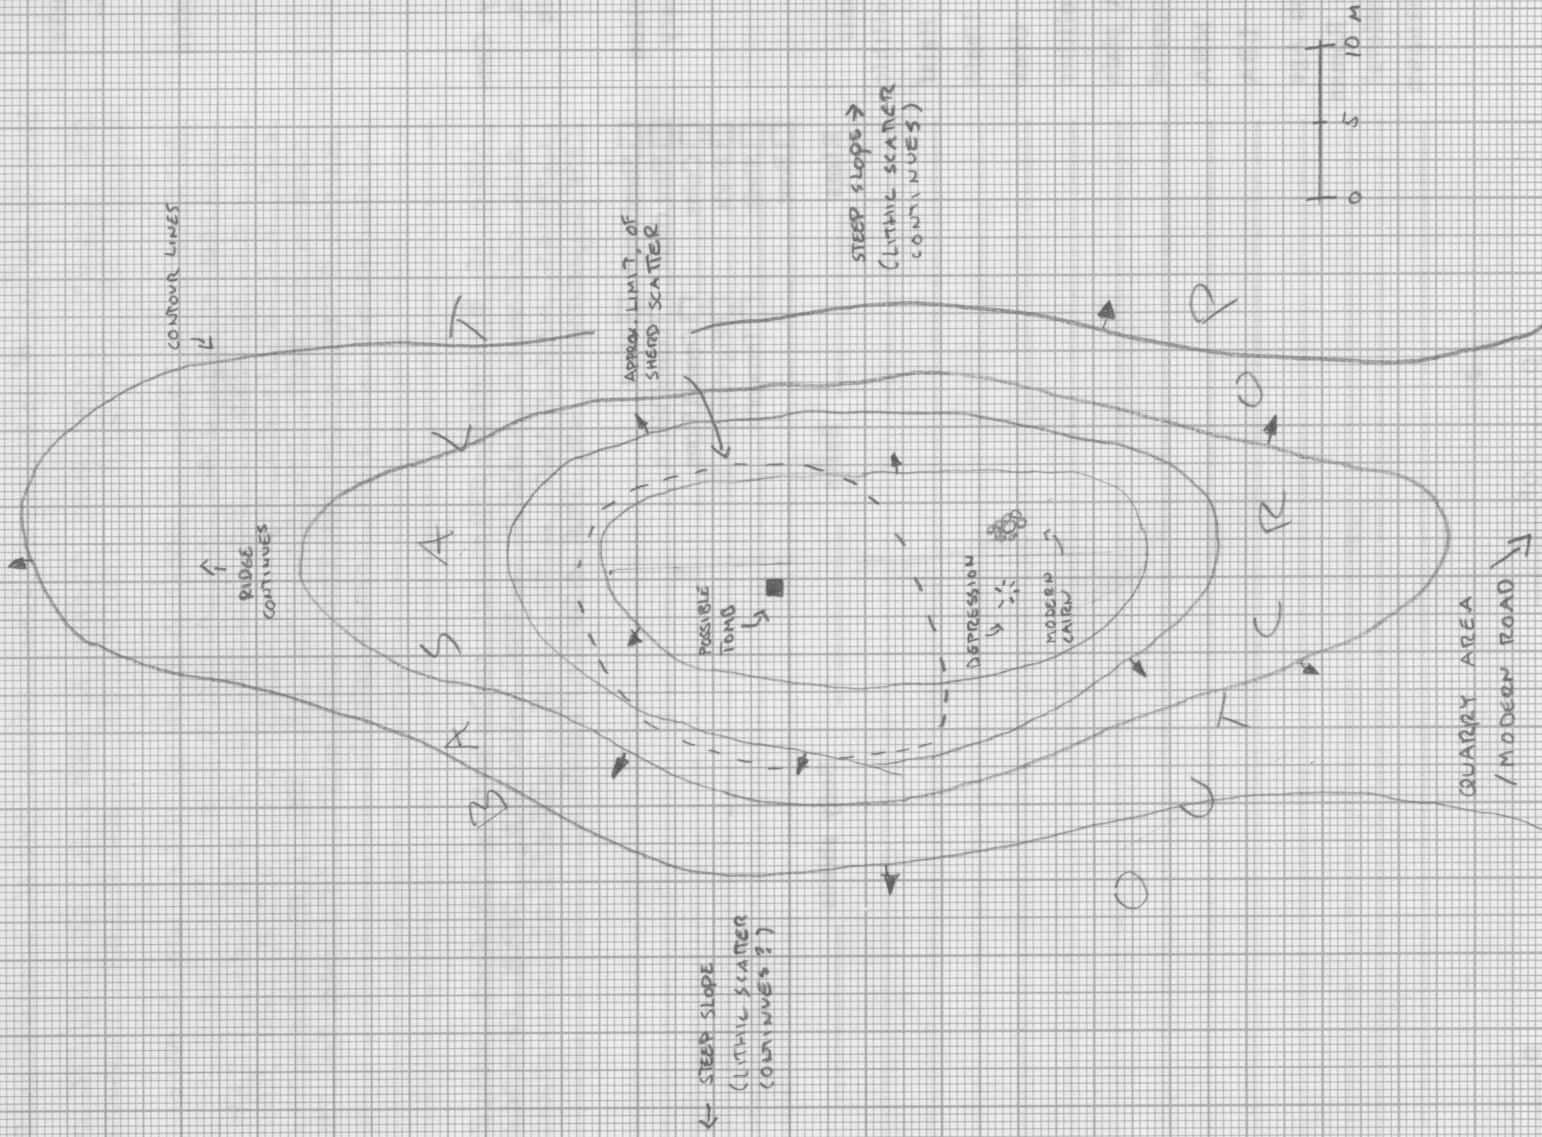 CONTOUR LINES
RIDGE
CONTINUES
BASALT
APPROX. LIMIT OF
SHERD SCATTER
POSSIBLE
TOMB
STEEP SLOPE
(LITHIC SCATTER
CONTINUES?)
STEEP SLOPE
(LITHIC SCATTER
CONTINUES)
DEPRESSION
MODERN
CAIRN
OUTCROP
0 5 10 M
QUARRY AREA
/MODERN ROAD